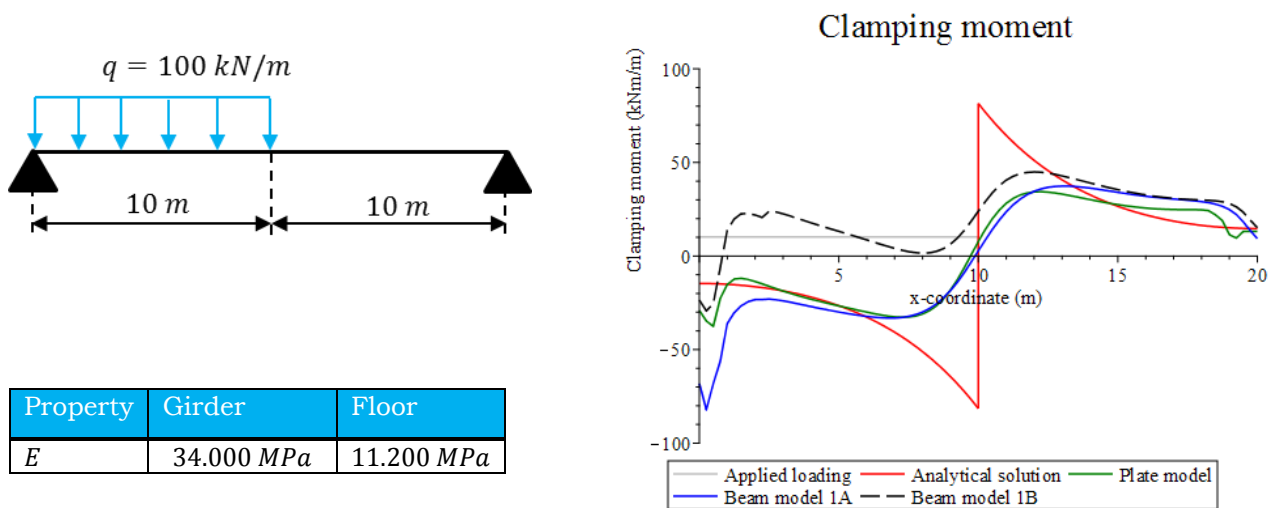 q = 100 kN/m
10 m
10 m
Property Girder Floor
E 34.000 MPa 11.200 MPa
Clamping moment
Clamping moment (kNm/m)
100
50
0
−50
−100
5
10
15
20
x-coordinate (m)
Applied loading
Analytical solution
Plate model
Beam model 1A
Beam model 1B